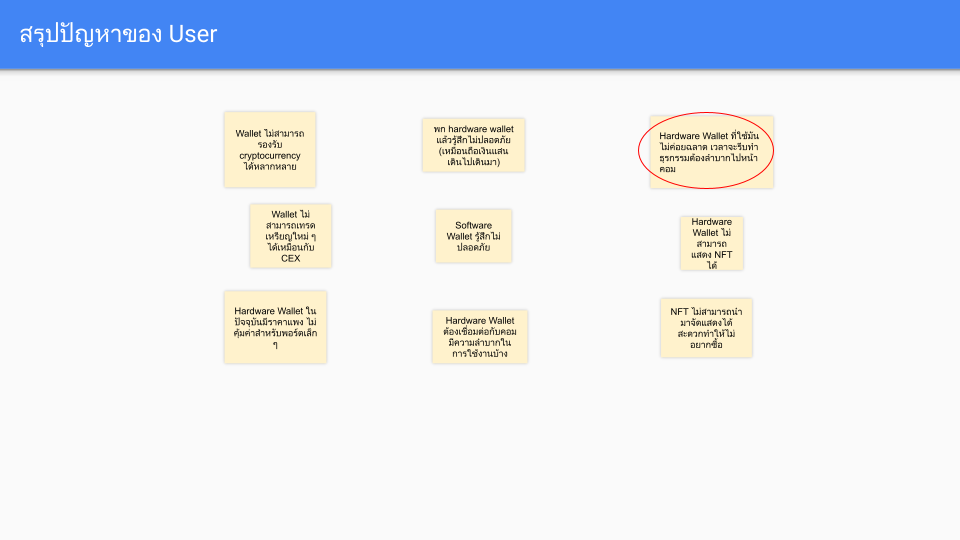 สรุปปัญหาของ User
Wallet ไม่สามารถ
รองรับ
cryptocurrency
ได้หลากหลาย
พก hardware wallet
แล้วรู้สึกไม่ปลอดภัย
(เหมือนถือเงินแสน
เดินไปเดินมา)
Hardware Wallet ที่ใช้มัน
ไม่ค่อยฉลาด เวลาจะรีบทำ
ธุรกรรมต้องลำบากไปหน้า
คอม
Wallet ไม่
สามารถเทรด
เหรียญใหม่ ๆ
ได้เหมือนกับ
CEX
Software
Wallet รู้สึกไม่
ปลอดภัย
Hardware
Wallet ไม่
สามารถ
แสดง NFT
ได้
Hardware Wallet ใน
ปัจจุบันมีราคาแพง ไม่
คุ้มค่าสำหรับพอร์ตเล็ก
ๆ
Hardware Wallet
ต้องเชื่อมต่อกับคอม
มีความลำบากใน
การใช้งานบ้าง
NFT ไม่สามารถนำ
มาจัดแสดงได้
สะดวกทำให้ไม่
อยากซื้อ